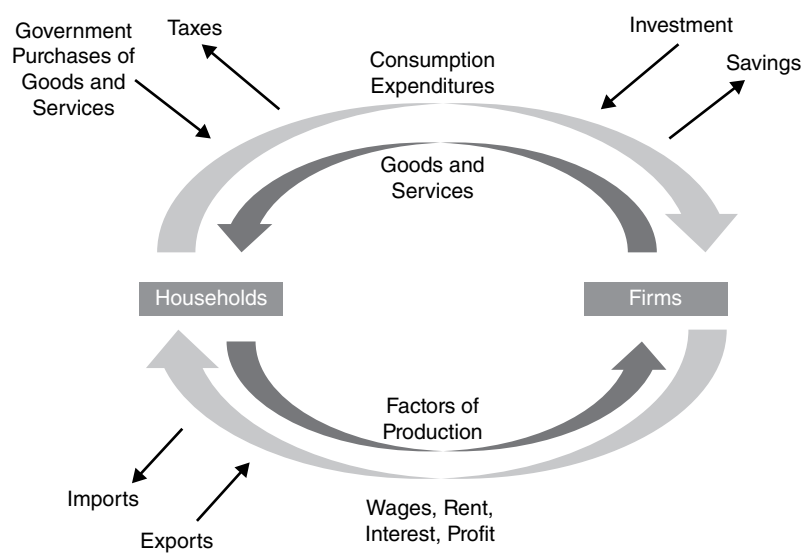 Government
Purchases of
Goods and
Services
Taxes
Consumption
Expenditures
Investment
Savings
Goods and
Services
Households
Firms
Factors of
Production
Imports
Exports
Wages, Rent,
Interest, Profit